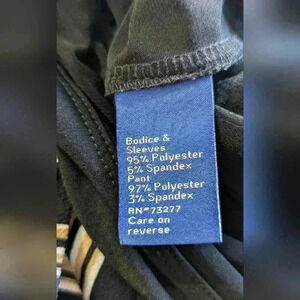 Bodice &
Sleeves
95% Polyester
5% Spandex
Pant
97% Polyester
3% Spandex
RN#73277
Care on
reverse